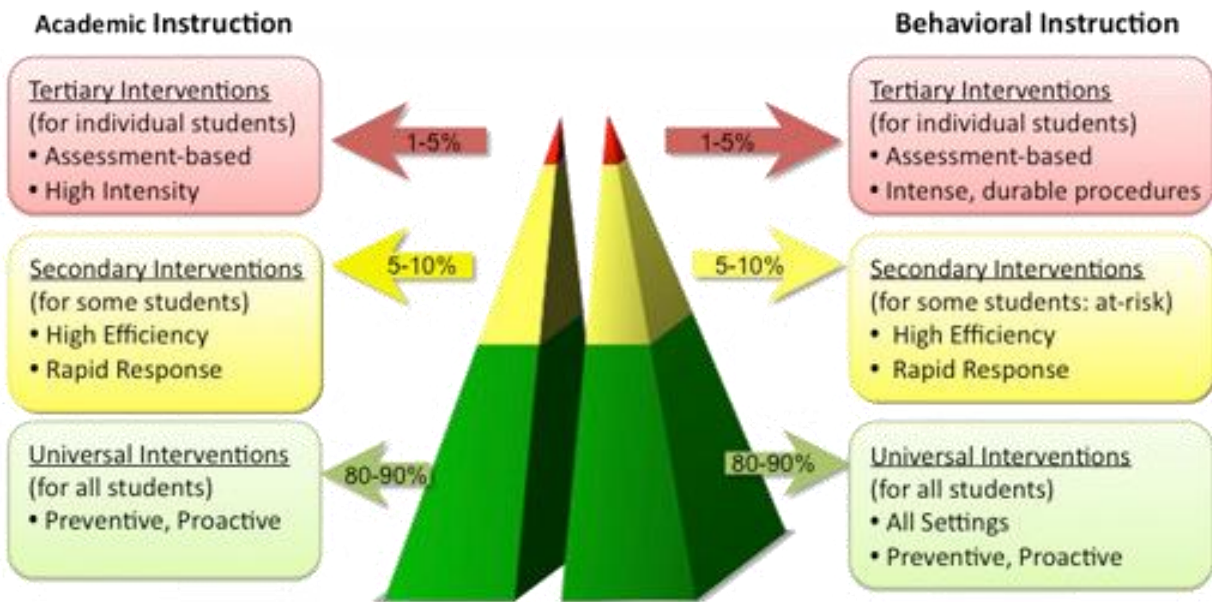 Academic Instruction
Tertiary Interventions
(for individual students)
• Assessment-based
• High Intensity
1-5%
Secondary Interventions
(for some students)
• High Efficiency
• Rapid Response
5-10%
Universal Interventions
(for all students)
• Preventive, Proactive
80-90%
Behavioral Instruction
1-5%
Tertiary Interventions
(for individual students)
• Assessment-based
• Intense, durable procedures
5-10%
Secondary Interventions
(for some students: at-risk)
• High Efficiency
• Rapid Response
80-90%
Universal Interventions
(for all students)
• All Settings
• Preventive, Proactive